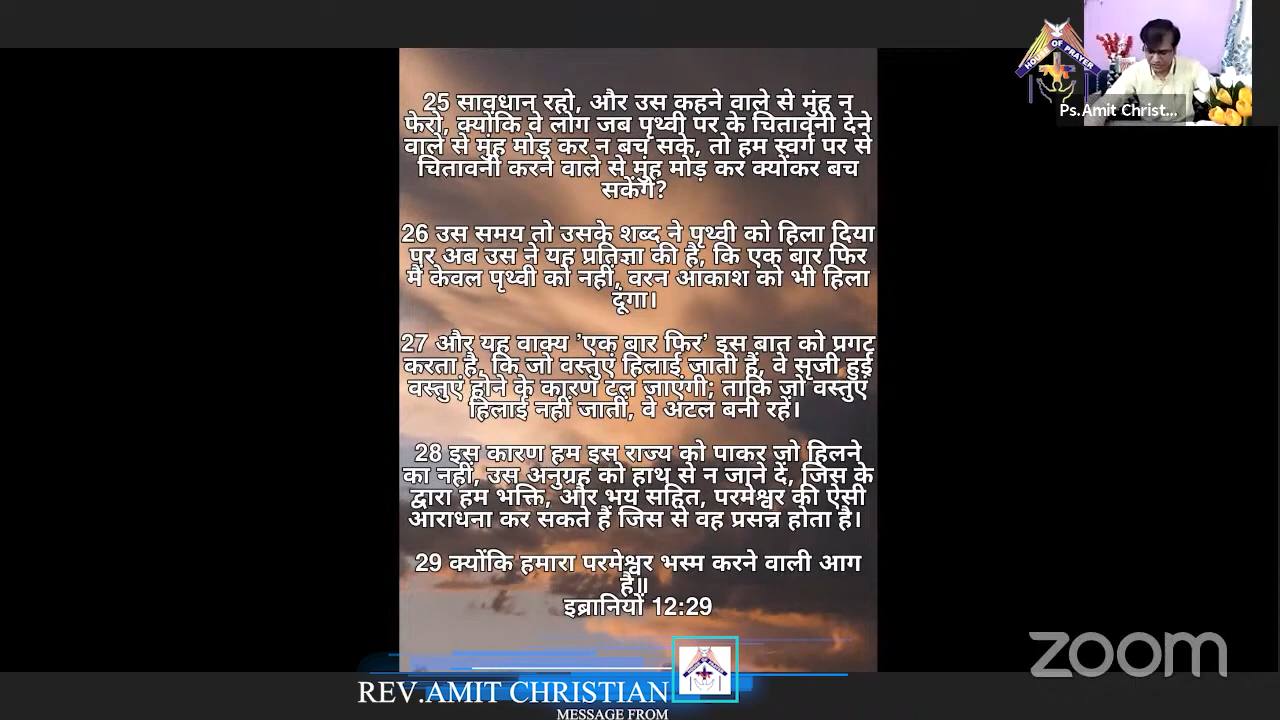 HOUSE OF PRAYER
Ps.Amit Christ...
25 सावधान रहो, और उस कहने वाले से मुंह न
फेरो, क्योंकि वे लोग जब पृथ्वी पर के चितावनी देने
वाले से मुंह मोड़ कर न बच सके, तो हम स्वर्ग पर से
चितावनी करने वाले से मुंह मोड़ कर क्योंकर बच
सकेंगे?
26 उस समय तो उसके शब्द ने पृथ्वी को हिला दिया
पर अब उस ने यह प्रतिज्ञा की है, कि एक बार फिर
मैं केवल पृथ्वी को नहीं, वरन आकाश को भी हिला
दूंगा।
27 और यह वाक्य 'एक बार फिर' इस बात को प्रगट
करता है, कि जो वस्तुएं हिलाई जाती हैं, वे सृजी हुई
वस्तुएं होने के कारण टल जाएंगी; ताकि जो वस्तुएं
हिलाई नहीं जातीं, वे अटल बनी रहें।
28 इस कारण हम इस राज्य को पाकर जो हिलने
का नहीं, उस अनुग्रह को हाथ से न जाने दें, जिस के
द्वारा हम भक्ति, और भय सहित, परमेश्वर की ऐसी
आराधना कर सकते हैं जिस से वह प्रसन्न होता है।
29 क्योंकि हमारा परमेश्वर भस्म करने वाली आग
है॥
इब्रानियों 12:29
zoom
REV.AMIT CHRISTIAN
MESSAGE FROM